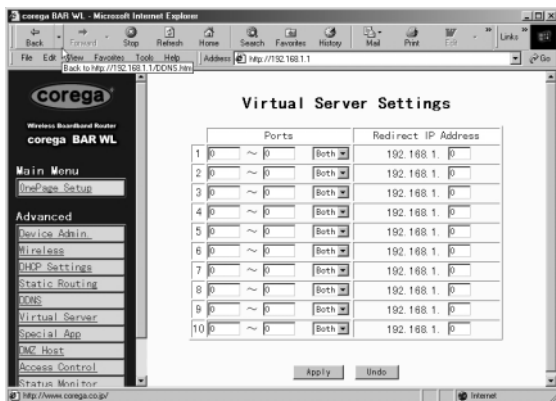 corega BAR WL - Microsoft Internet Explorer
Back Forward Stop Refresh Home Search Favorites History Mail Print Edit Links
File Edit View Favorites Tools Help Address http://192.168.1.1 Go
Back to http://192.168.1.1/DDNS.htm
corega
Wireless Boardband Router
corega BAR WL
Main Menu
OnePage Setup
Advanced
Device Admin.
Wireless
DHCP Settings
Static Routing
DDNS
Virtual Server
Special App
DMZ Host
Access Control
Status Monitor
Virtual Server Settings
Ports Redirect IP Address
1 0 ~ 0 Both 192.168.1. 0
2 0 ~ 0 Both 192.168.1. 0
3 0 ~ 0 Both 192.168.1. 0
4 0 ~ 0 Both 192.168.1. 0
5 0 ~ 0 Both 192.168.1. 0
6 0 ~ 0 Both 192.168.1. 0
7 0 ~ 0 Both 192.168.1. 0
8 0 ~ 0 Both 192.168.1. 0
9 0 ~ 0 Both 192.168.1. 0
10 0 ~ 0 Both 192.168.1. 0
Apply Undo
http://www.corega.co.jp/ Internet